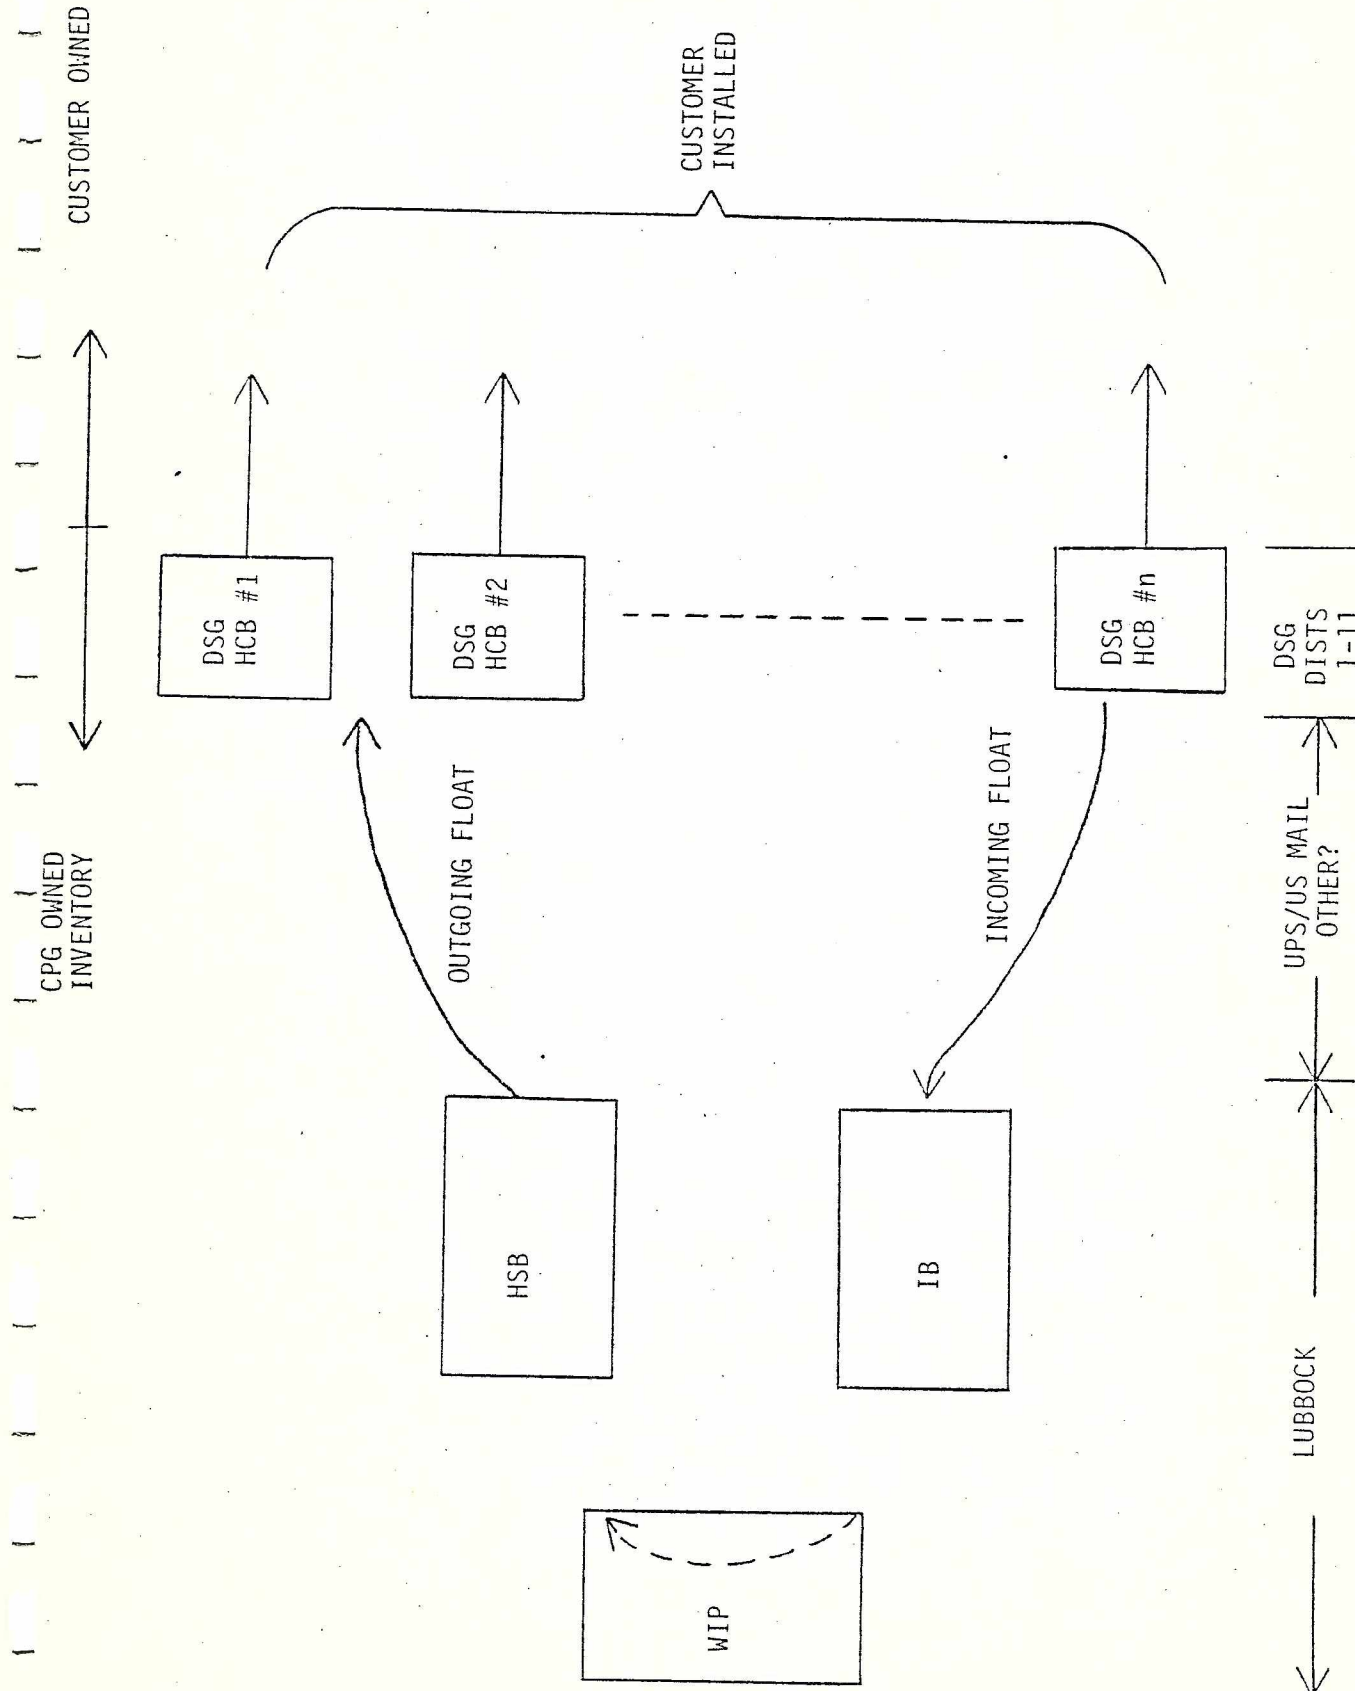 CPG OWNED
INVENTORY
CUSTOMER OWNED
DSG
HCB #1
OUTGOING FLOAT
DSG
HCB #2
HSB
CUSTOMER
INSTALLED
WIP
IB
INCOMING FLOAT
DSG
HCB #n
LUBBOCK
UPS/US MAIL
OTHER?
DSG
DISTS
1-11